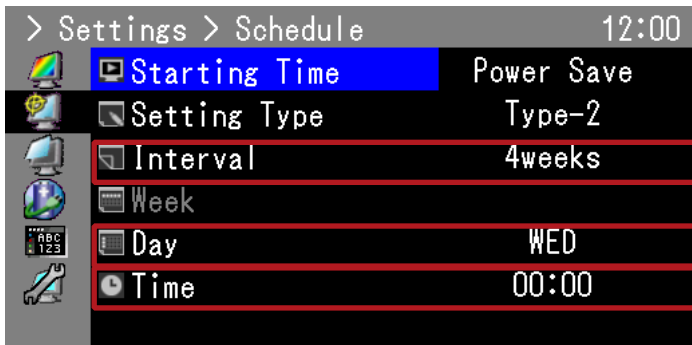 > Settings > Schedule 12:00
Starting Time Power Save
Setting Type Type-2
Interval 4weeks
Week
Day WED
ABC
123
Time 00:00